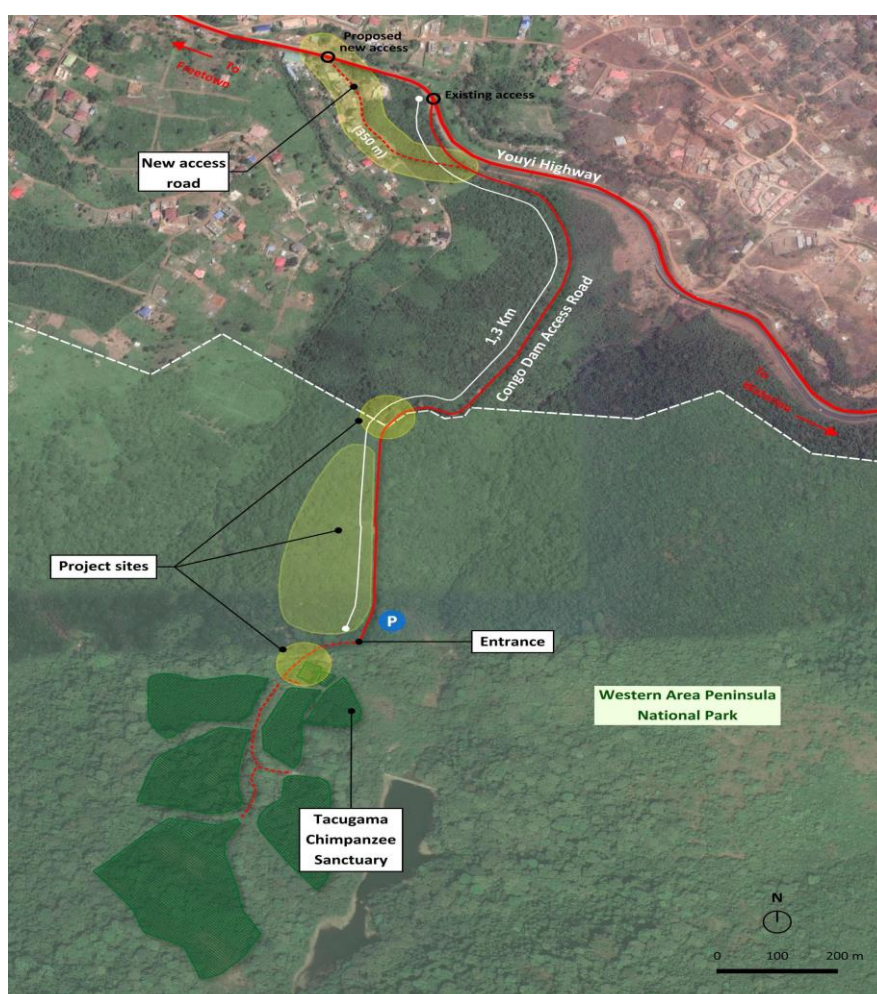 Proposed
new access
To
Freetown
Existing access
New access
road
(350 m)
Youyi Highway
1,3 Km
Congo Dam Access Road
To
Waterloo
Project sites
P
Entrance
Western Area Peninsula
National Park
Tacugama
Chimpanzee
Sanctuary
N
0 100 200 m